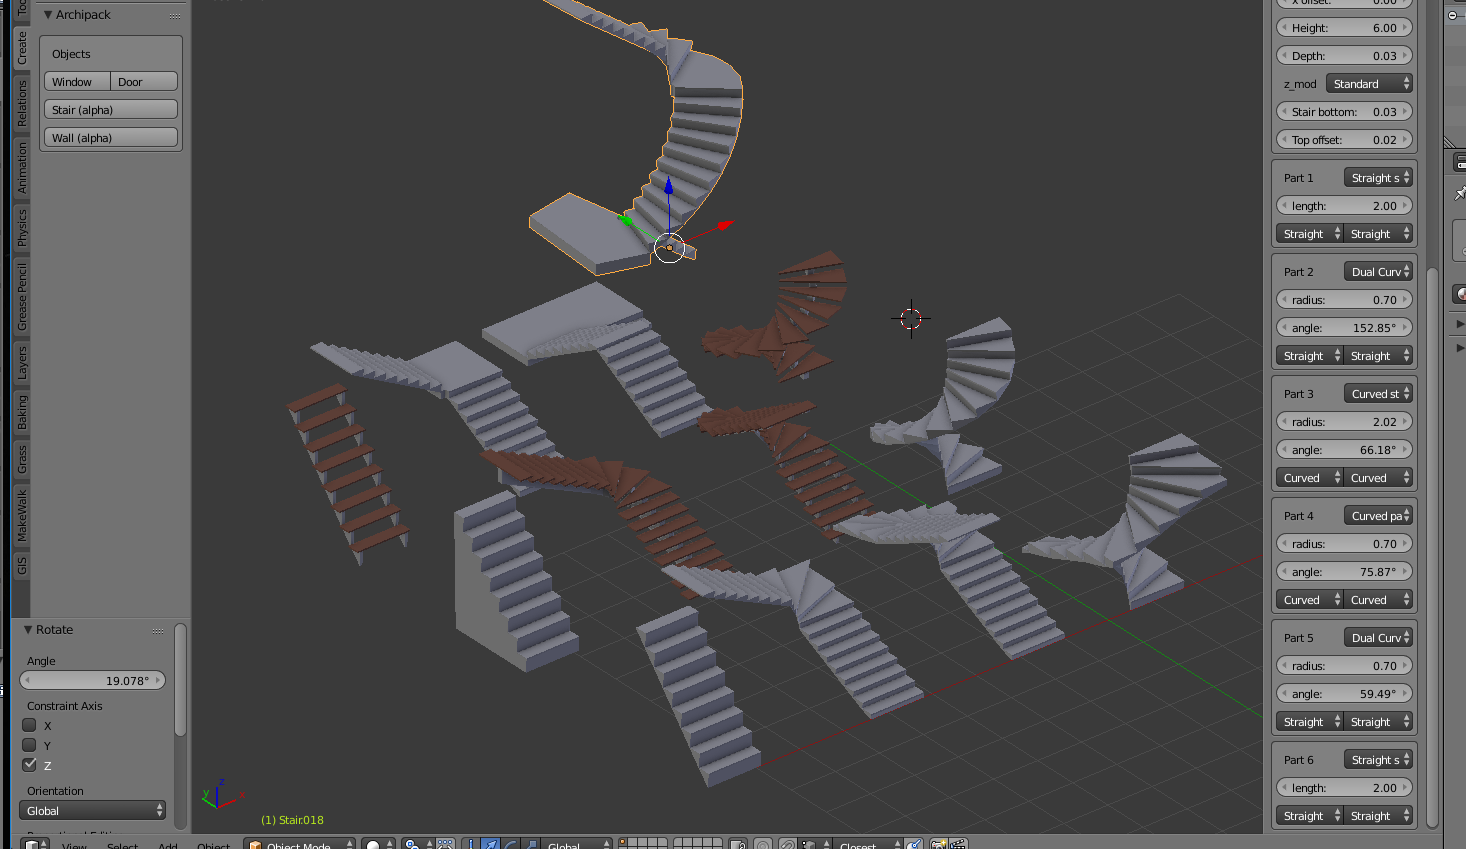 Archipack
Objects
Window Door
Stair (alpha)
Wall (alpha)
Create
Relations
Animation
Physics
Grease Pencil
Layers
Baking
Grass
MakeWalk
GIS
Rotate
Angle
19.078°
Constraint Axis
X
Y
Z
Orientation
Global
z
y
x
(1) Stair.018
View Select Add Object Object Mode Global Closest
x offset: 0.00
Height: 6.00
Depth: 0.03
z_mod Standard
Stair bottom: 0.03
Top offset: 0.02
Part 1 Straight s
length: 2.00
Straight Straight
Part 2 Dual Curv
radius: 0.70
angle: 152.85°
Straight Straight
Part 3 Curved st
radius: 2.02
angle: 66.18°
Curved Curved
Part 4 Curved pa
radius: 0.70
angle: 75.87°
Curved Curved
Part 5 Dual Curv
radius: 0.70
angle: 59.49°
Straight Straight
Part 6 Straight s
length: 2.00
Straight Straight